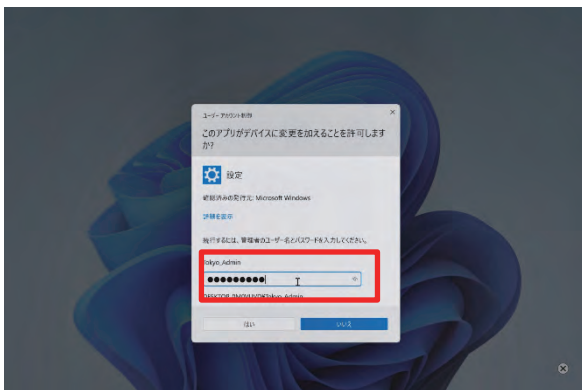 ユーザー アカウント制御
×
このアプリがデバイスに変更を加えることを許可します
か?
設定
確認済みの発行元: Microsoft Windows
詳細を表示
続行するには、管理者のユーザー名とパスワードを入力してください。
Tokyo_Admin
●●●●●●●●●
Tokyo_Admin
はい
いいえ